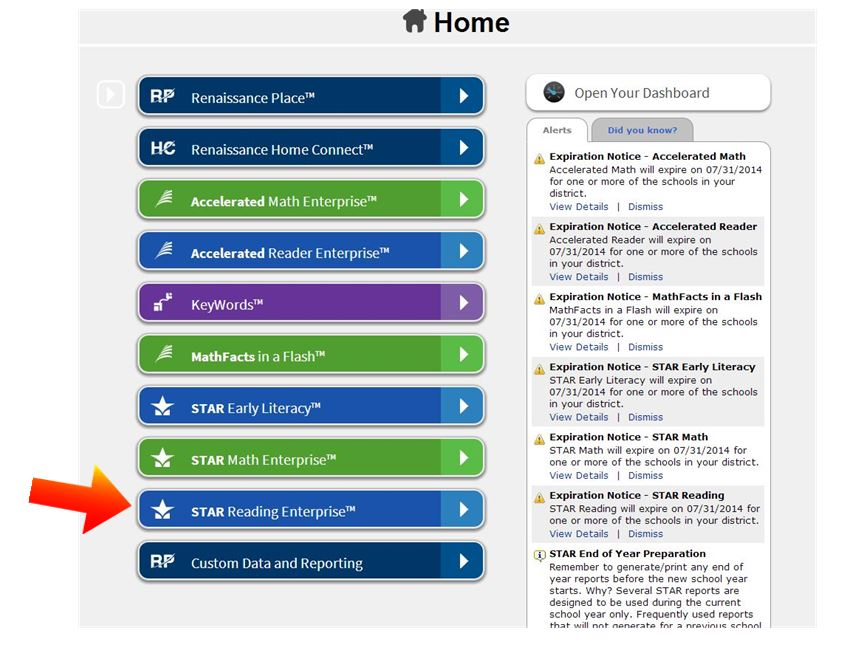 Home
RP Renaissance Place™
HC Renaissance Home Connect™
Accelerated Math Enterprise™
Accelerated Reader Enterprise™
KeyWords™
MathFacts in a Flash™
STAR Early Literacy™
STAR Math Enterprise™
STAR Reading Enterprise™
RP Custom Data and Reporting
Open Your Dashboard
Alerts
Did you know?
Expiration Notice - Accelerated Math
Accelerated Math will expire on 07/31/2014
for one or more of the schools in your
district.
View Details | Dismiss
Expiration Notice - Accelerated Reader
Accelerated Reader will expire on
07/31/2014 for one or more of the schools
in your district.
View Details | Dismiss
Expiration Notice - MathFacts in a Flash
MathFacts in a Flash will expire on
07/31/2014 for one or more of the schools
in your district.
View Details | Dismiss
Expiration Notice - STAR Early Literacy
STAR Early Literacy will expire on
07/31/2014 for one or more of the schools
in your district.
View Details | Dismiss
Expiration Notice - STAR Math
STAR Math will expire on 07/31/2014 for
one or more of the schools in your district.
View Details | Dismiss
Expiration Notice - STAR Reading
STAR Reading will expire on 07/31/2014 for
one or more of the schools in your district.
View Details | Dismiss
STAR End of Year Preparation
Remember to generate/print any end of
year reports before the new school year
starts. Why? Several STAR reports are
designed to be used during the current
school year only. Frequently used reports
that will not generate for a previous school